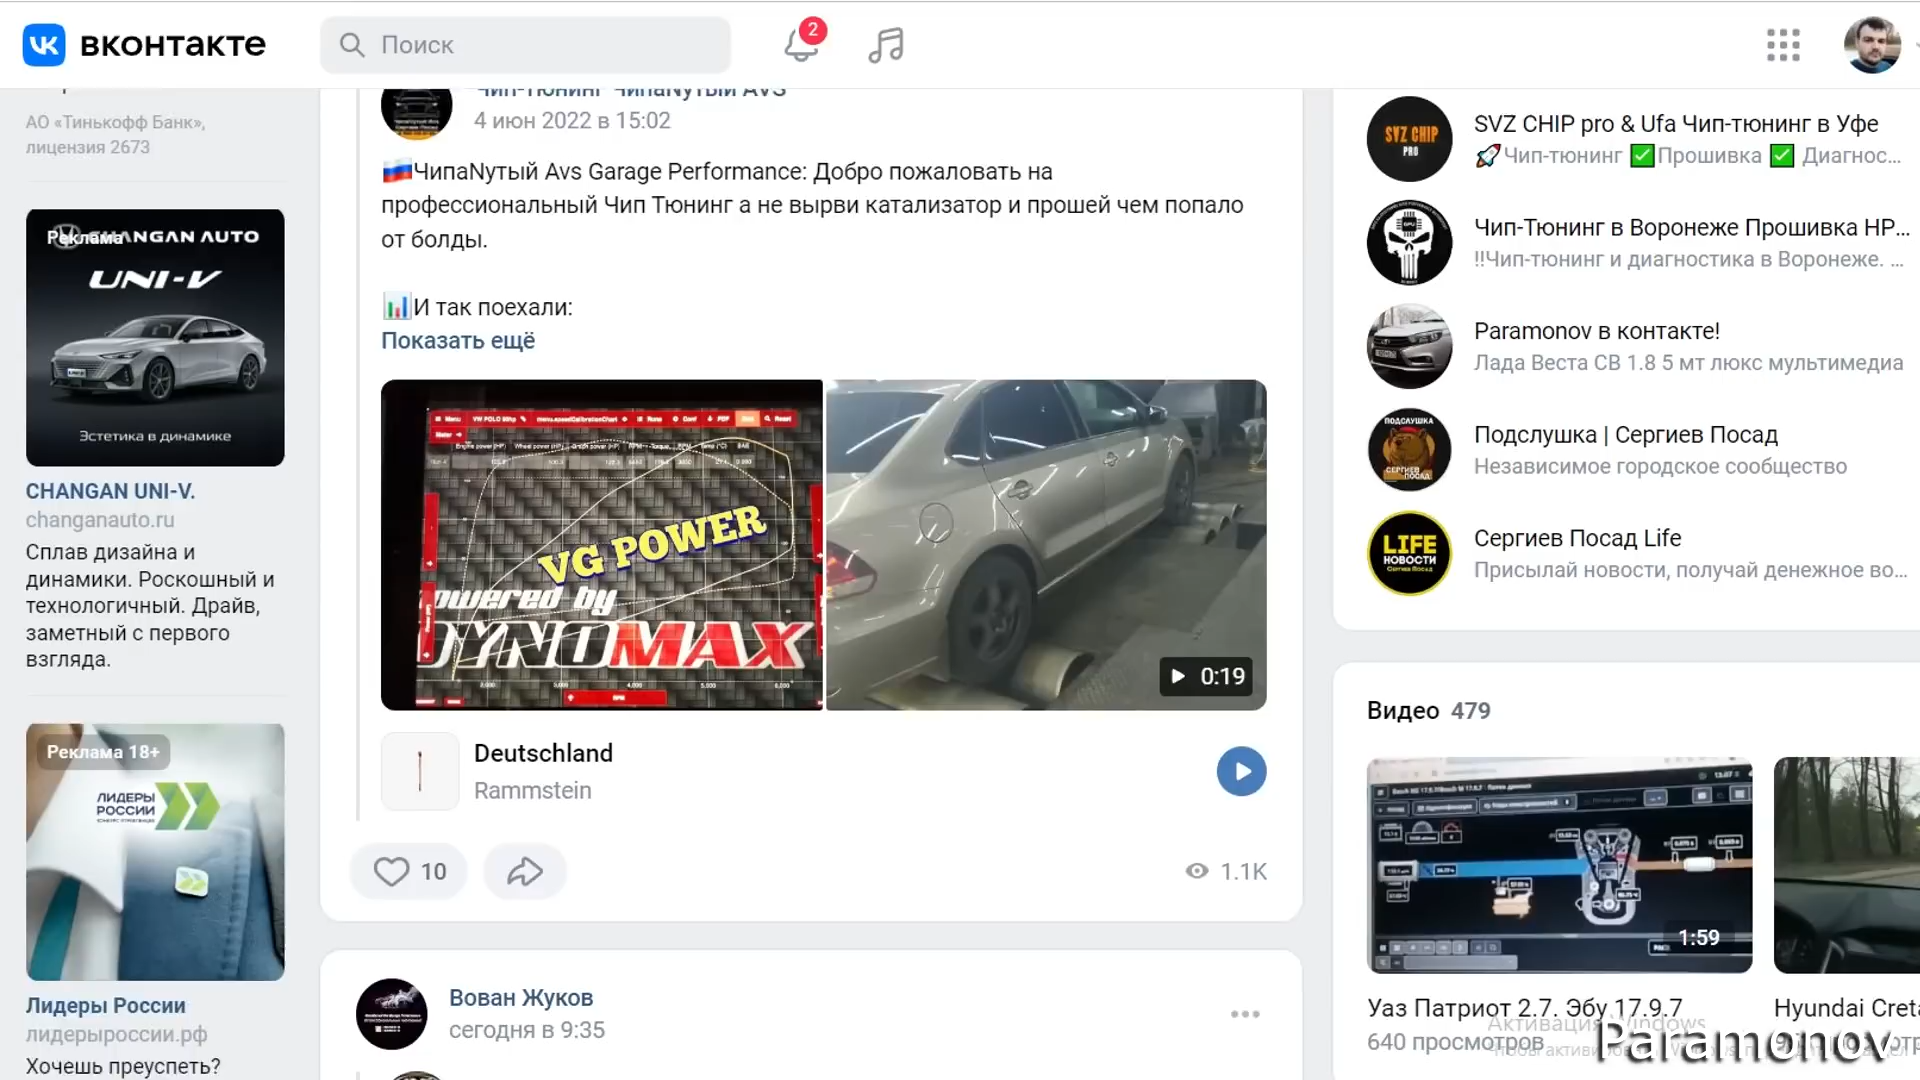 вконтакте
Поиск
2
АО «Тинькофф Банк»,
лицензия 2673
Реклама
CHANGAN AUTO
UNI-V
Эстетика в динамике
CHANGAN UNI-V.
changanauto.ru
Сплав дизайна и
динамики. Роскошный и
технологичный. Драйв,
заметный с первого
взгляда.
Реклама 18+
ЛИДЕРЫ
РОССИИ
Лидеры России
лидерыроссии.рф
Хочешь преуспеть?
Чип-тюнинг ЧипаNутый AVS
4 июн 2022 в 15:02
ЧипаNутый Avs Garage Performance: Добро пожаловать на
профессиональный Чип Тюнинг а не вырви катализатор и прошей чем попало
от болды.
И так поехали:
Показать ещё
VG POWER
powered by
DYNOMAX
0:19
Deutschland
Rammstein
10
1.1K
Вован Жуков
сегодня в 9:35
SVZ CHIP
PRO
SVZ CHIP pro & Ufa Чип-тюнинг в Уфе
Чип-тюнинг Прошивка Диагнос...
Чип-Тюнинг в Воронеже Прошивка HP...
!!Чип-тюнинг и диагностика в Воронеже. ...
Paramonov в контакте!
Лада Веста СВ 1.8 5 мт люкс мультимедиа
ПОДСЛУШКА
СЕРГИЕВ
ПОСАД
Подслушка | Сергиев Посад
Независимое городское сообщество
LIFE
НОВОСТИ
Сергиев Посад
Сергиев Посад Life
Присылай новости, получай денежное во...
Видео 479
1:59
Уаз Патриот 2.7. Эбу 17.9.7
640 просмотров
Hyundai Creta
Активация Windows
Paramonov